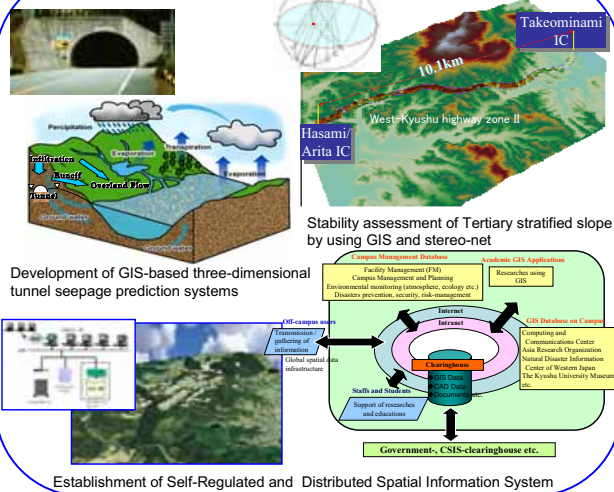 Takeominami
IC
10.1km
West-Kyushu highway zone II
Hasami/
Arita IC
Percipitation
Evaporation
Transpiration
Evaporation
Infiltration
Runoff
Overland Flow
Tunnel
Ground water
Ground water
Stability assessment of Tertiary stratified slope
by using GIS and stereo-net
Development of GIS-based three-dimensional
tunnel seepage prediction systems
Campus Management Database
Facility Management (FM)
Campus Management and Planning
Environmental monitoring (atmosphere, ecology etc.)
Disasters prevention, security, risk-management
Academic GIS Applications
Researches using
GIS
Off-campus users
Transmission /
gathering of
information
Global spatial data
infrastructure
Internet
Intranet
Clearinghouse
GIS Data
CAD Data
Documents etc.
GIS Database on Campus
Computing and
Communications Center
Asia Research Organization
Natural Disaster Information
Center of Western Japan
The Kyushu University Museum
etc.
Staffs and Students
Support of researches
and educations
Government-, CSIS-clearinghouse etc.
Establishment of Self-Regulated and Distributed Spatial Information System